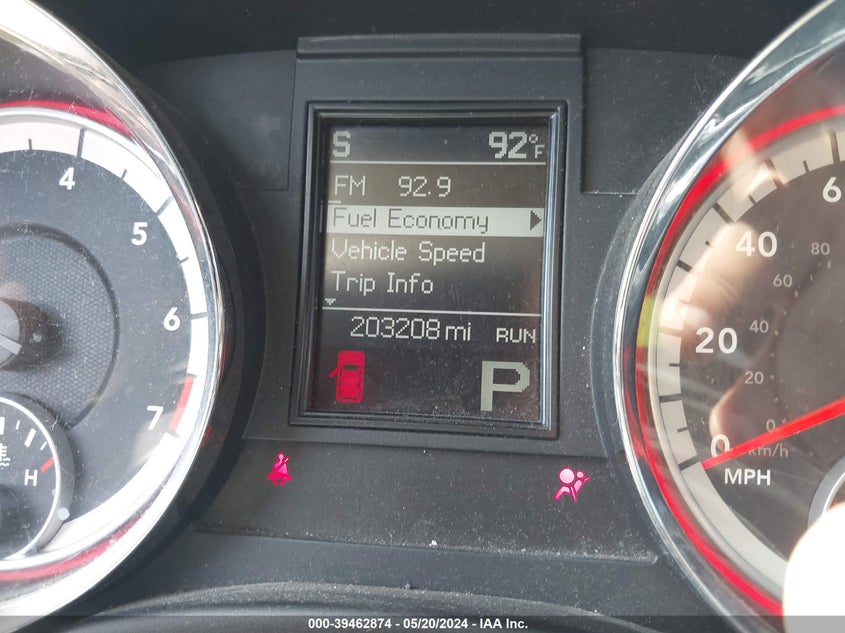 S 92°F
FM 92.9
Fuel Economy
Vehicle Speed
Trip Info
203208 mi RUN
P
4
5
6
7
H
6
40
20
0
MPH
80
60
40
20
0
km/h
000-39462874 - 05/20/2024 - IAA Inc.